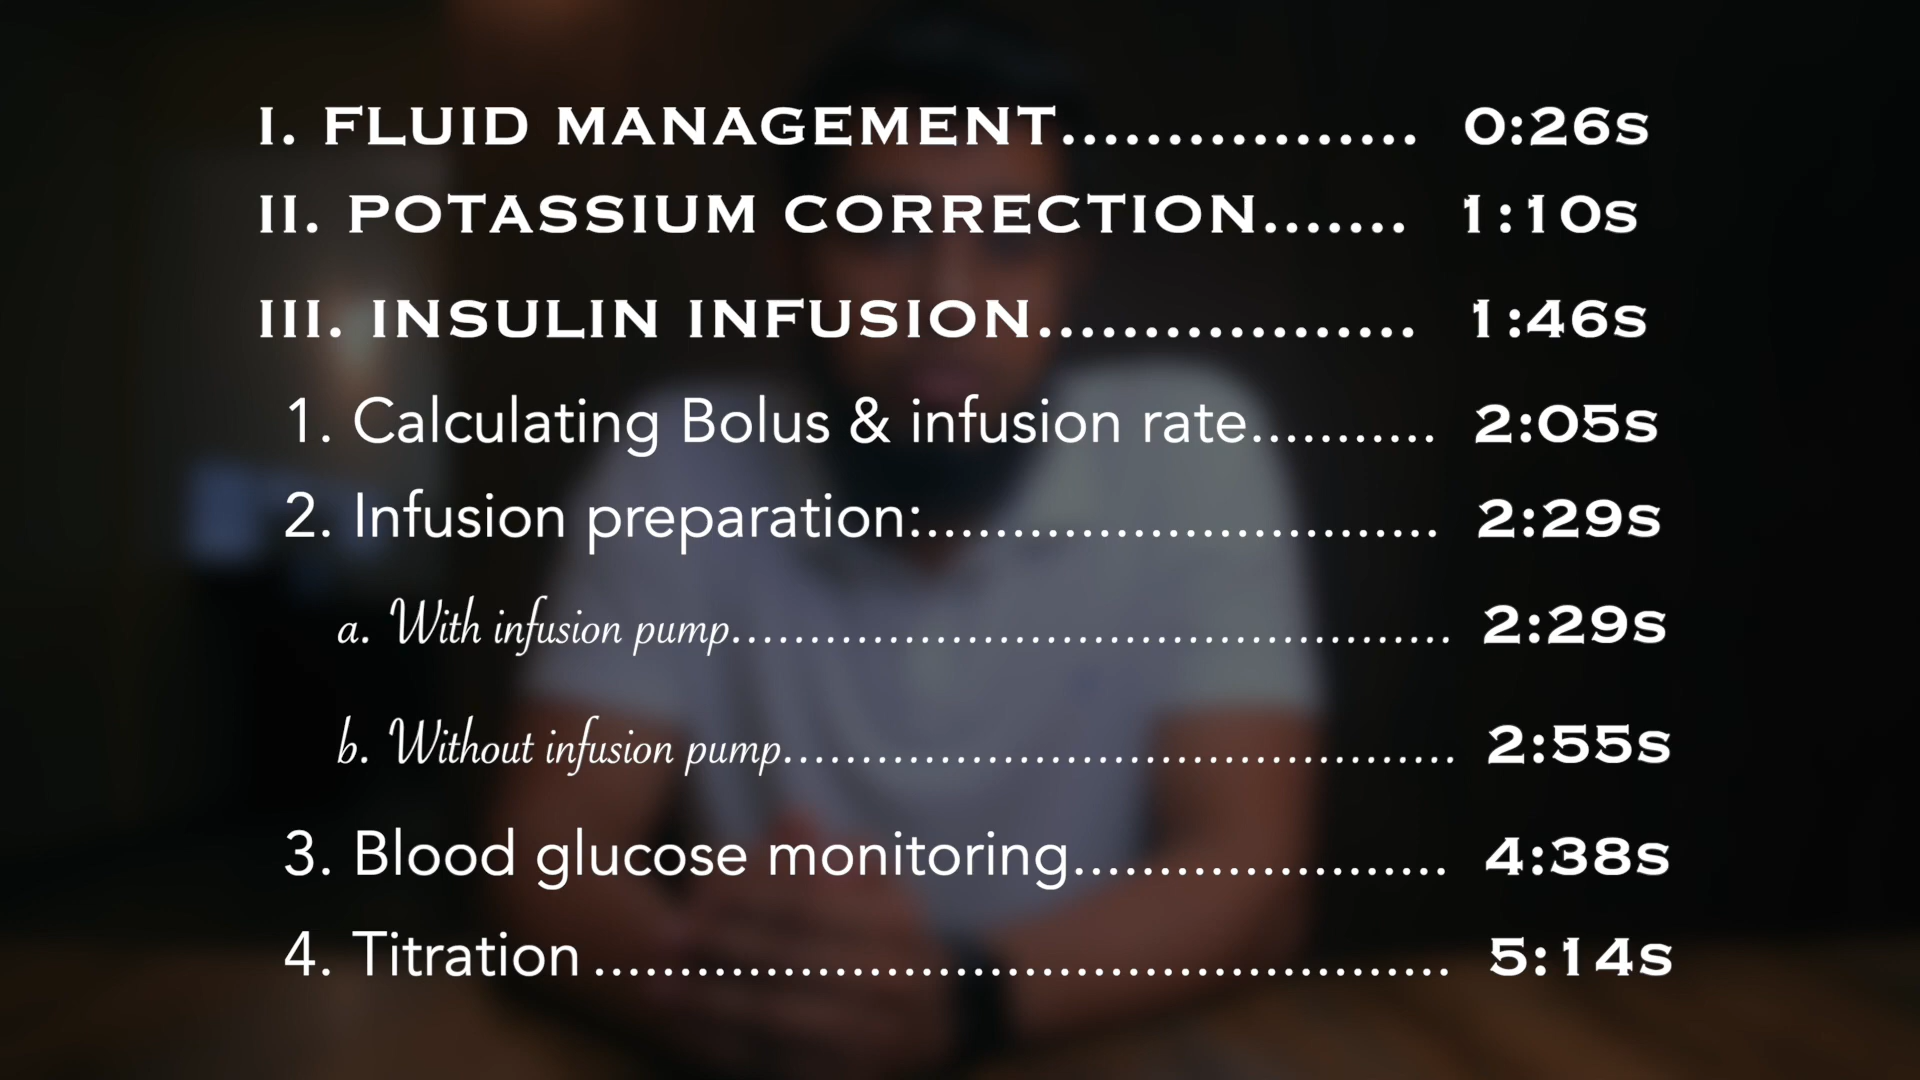 I. FLUID MANAGEMENT................. 0:26s
II. POTASSIUM CORRECTION....... 1:10s
III. INSULIN INFUSION.................. 1:46s
1. Calculating Bolus & infusion rate........... 2:05s
2. Infusion preparation:.............................. 2:29s
a. With infusion pump.......................................... 2:29s
b. Without infusion pump....................................... 2:55s
3. Blood glucose monitoring...................... 4:38s
4. Titration .................................................. 5:14s